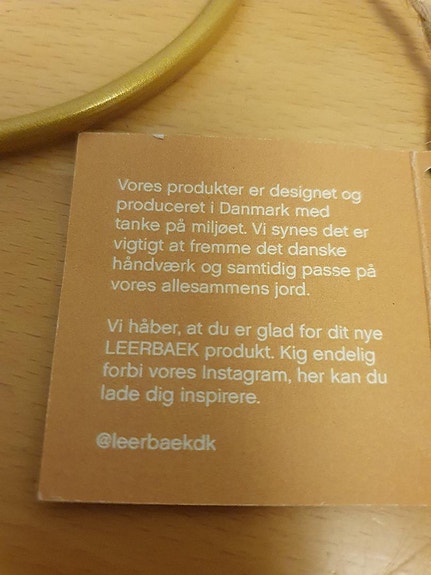 Vores produkter er designet og
produceret i Danmark med
tanke på miljøet. Vi synes det er
vigtigt at fremme det danske
håndværk og samtidig passe på
vores allesammens jord.
Vi håber, at du er glad for dit nye
LEERBAEK produkt. Kig endelig
forbi vores Instagram, her kan du
lade dig inspirere.
@leerbaekdk